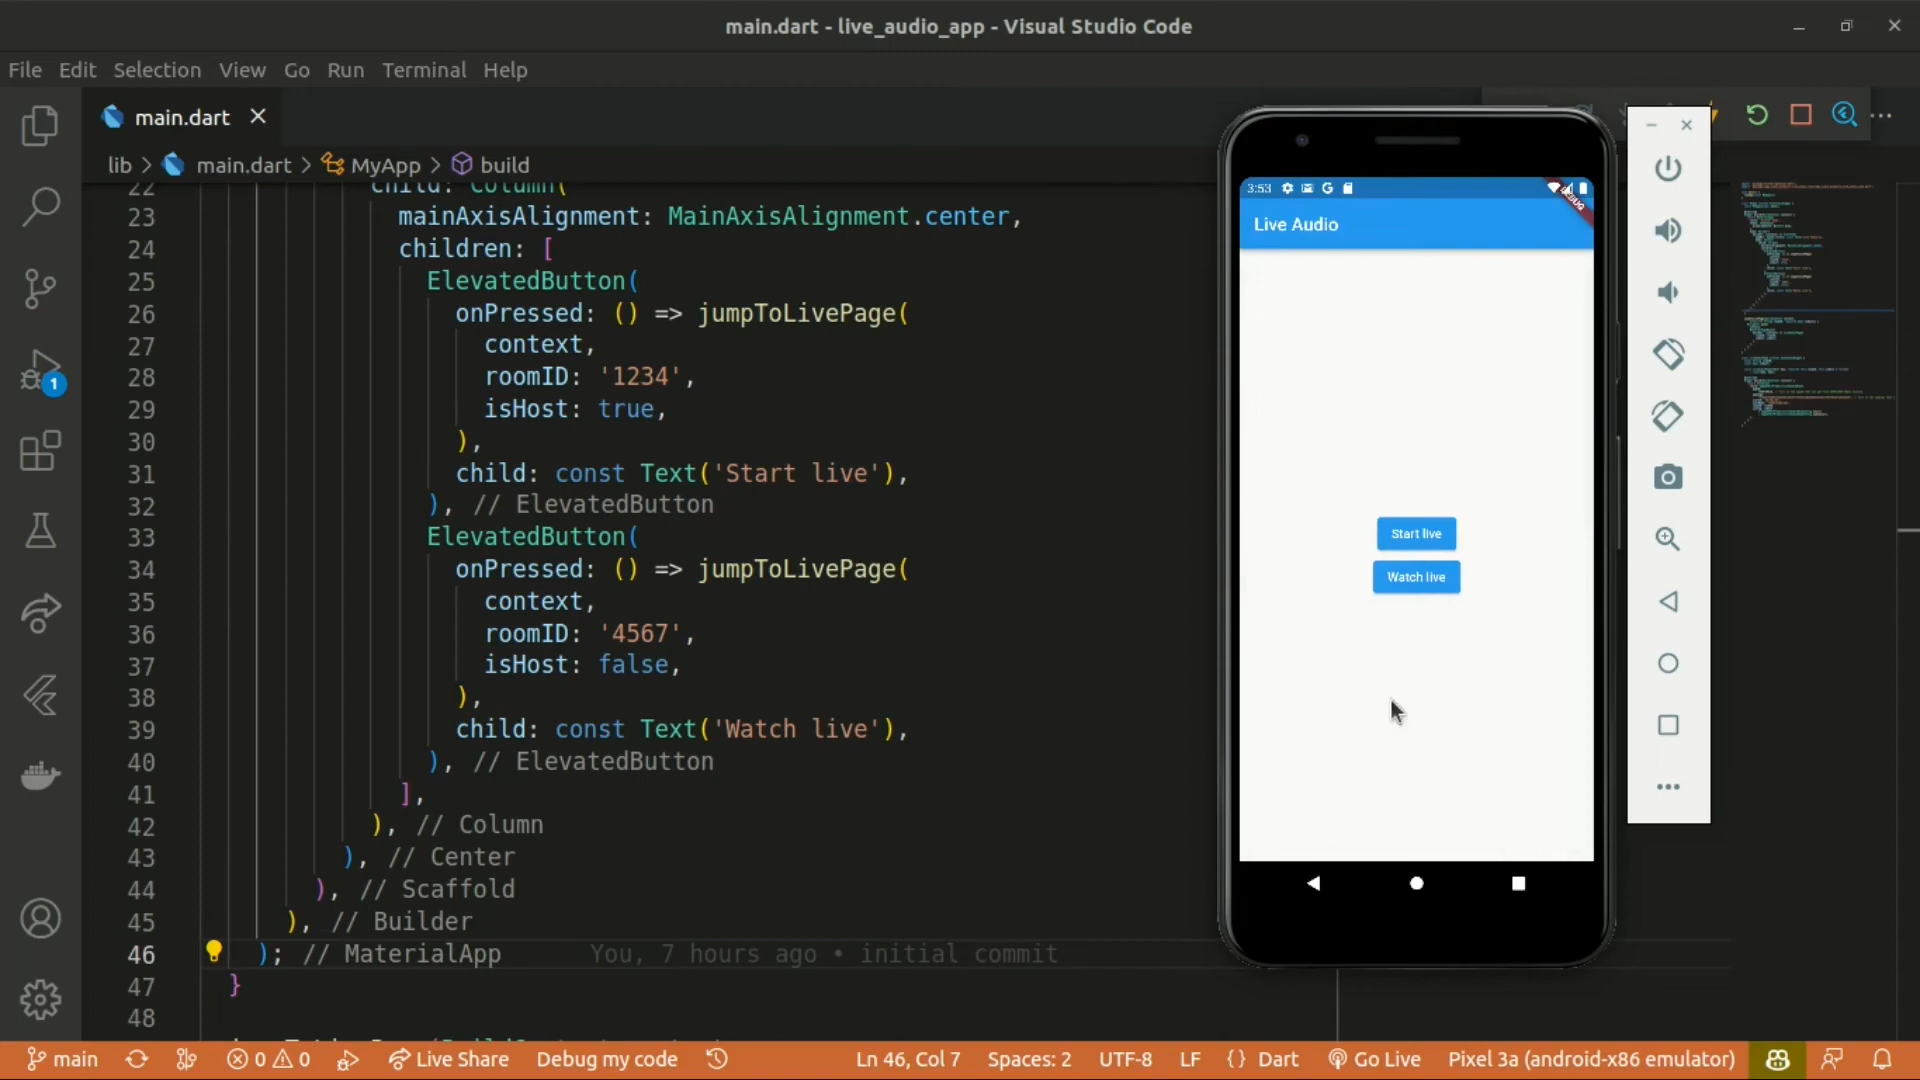 main.dart - live_audio_app - Visual Studio Code
File Edit Selection View Go Run Terminal Help
main.dart
lib > main.dart > MyApp > build
22 child: Column(
23 mainAxisAlignment: MainAxisAlignment.center,
24 children: [
25 ElevatedButton(
26 onPressed: () => jumpToLivePage(
27 context,
28 roomID: '1234',
29 isHost: true,
30 ),
31 child: const Text('Start live'),
32 ), // ElevatedButton
33 ElevatedButton(
34 onPressed: () => jumpToLivePage(
35 context,
36 roomID: '4567',
37 isHost: false,
38 ),
39 child: const Text('Watch live'),
40 ), // ElevatedButton
41 ],
42 ), // Column
43 ), // Center
44 ), // Scaffold
45 ), // Builder
46 ); // MaterialApp You, 7 hours ago • initial commit
47 }
48
1
3:53
G
DEBUG
Live Audio
Start live
Watch live
main 0 0 Live Share Debug my code Ln 46, Col 7 Spaces: 2 UTF-8 LF {} Dart Go Live Pixel 3a (android-x86 emulator)